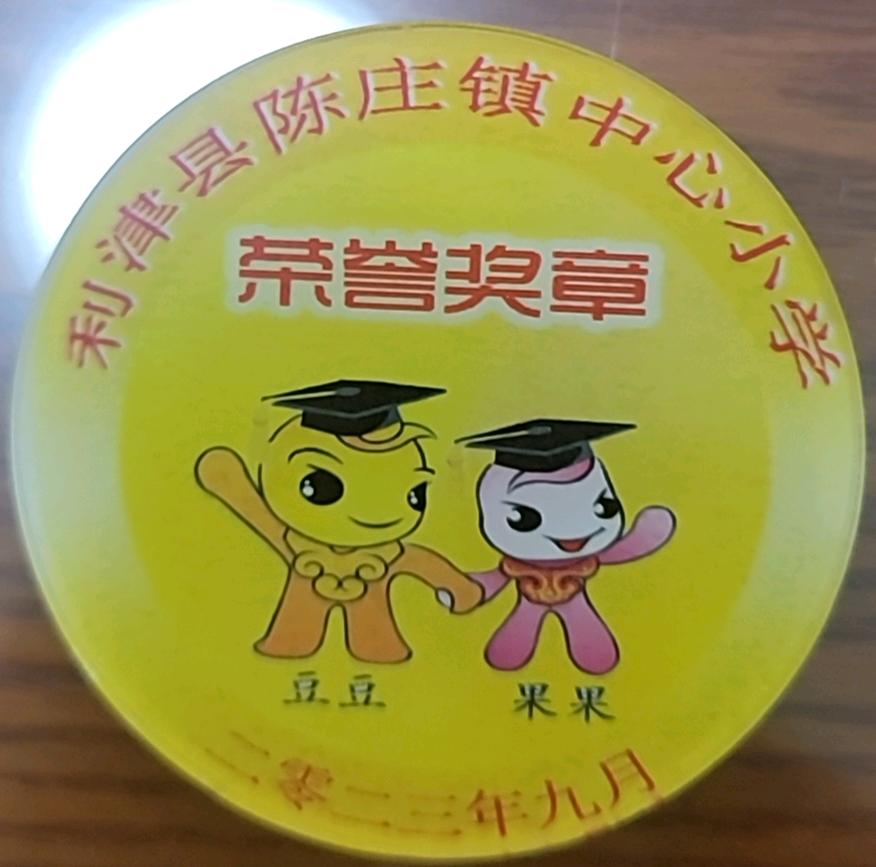 利津县陈庄镇中心小学
荣誉奖章
豆豆 果果
二零二三年九月